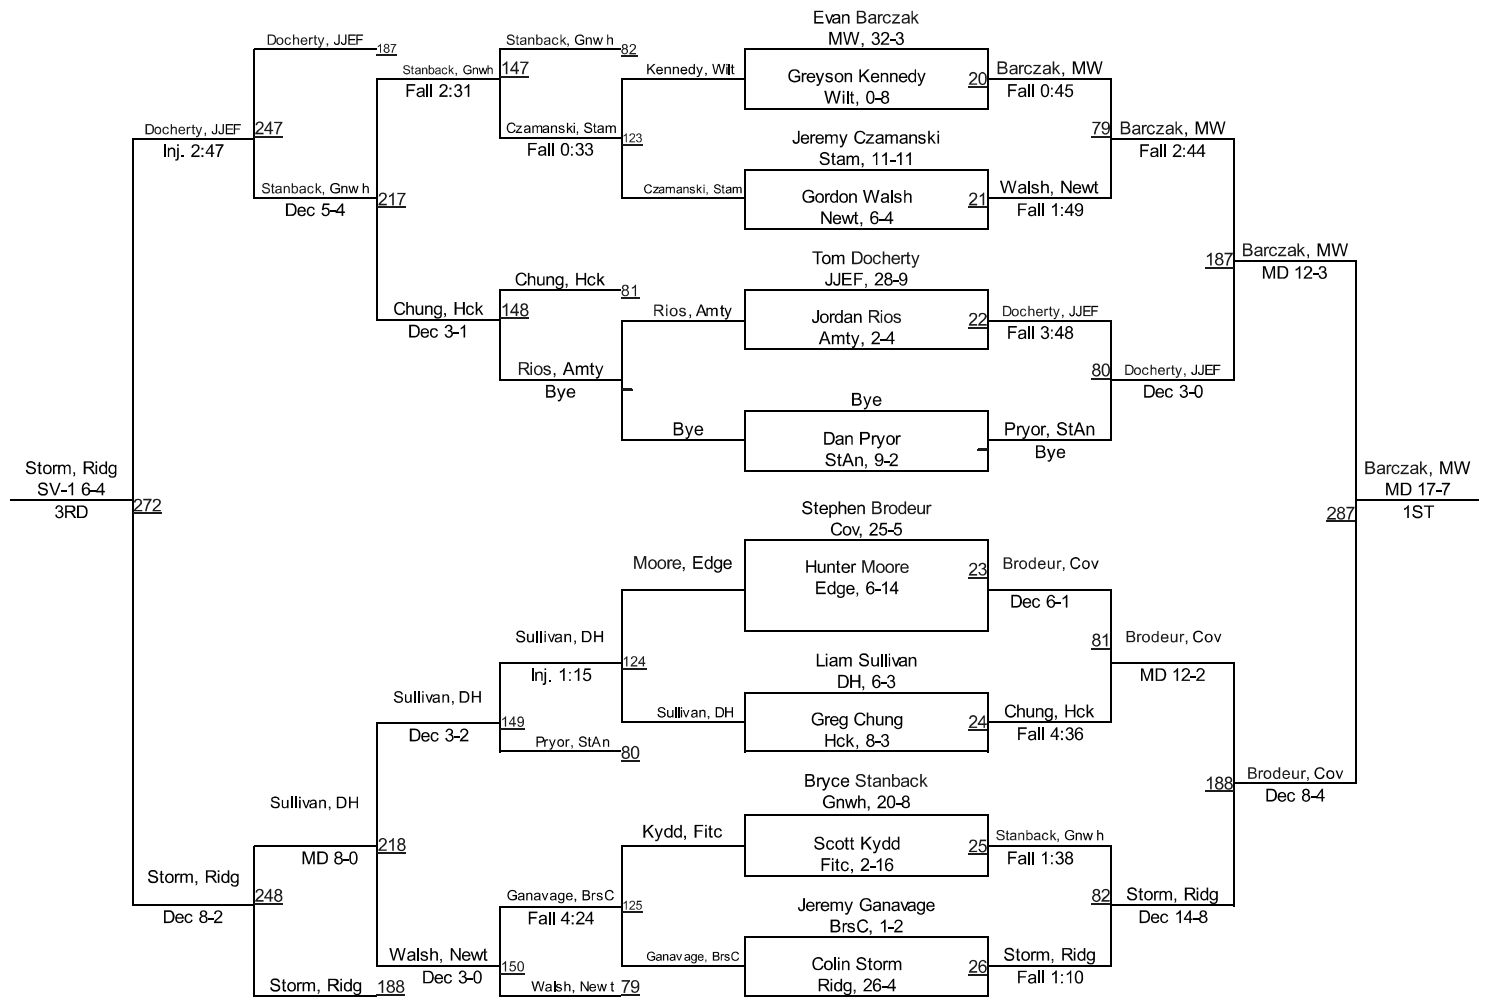 Evan Barczak
MW, 32-3
Docherty, JJEF
187
Stanback, Gnwh
82
Stanback, Gnwh
147
Fall 2:31
Kennedy, Wilt
Greyson Kennedy
Wilt, 0-8
20
Barczak, MW
Fall 0:45
Docherty, JJEF
247
Inj. 2:47
Czamanski, Stam
123
Fall 0:33
Jeremy Czamanski
Stam, 11-11
79
Barczak, MW
Fall 2:44
Stanback, Gnwh
217
Dec 5-4
Czamanski, Stam
Gordon Walsh
Newt, 6-4
21
Walsh, Newt
Fall 1:49
Tom Docherty
JJEF, 28-9
187
Barczak, MW
MD 12-3
Chung, Hck
81
Chung, Hck
148
Dec 3-1
Rios, Amty
Jordan Rios
Amty, 2-4
22
Docherty, JJEF
Fall 3:48
Rios, Amty
Bye
80
Docherty, JJEF
Dec 3-0
Bye
Bye
Dan Pryor
StAn, 9-2
Pryor, StAn
Bye
Storm, Ridg
SV-1 6-4
3RD
272
Barczak, MW
MD 17-7
1ST
287
Stephen Brodeur
Cov, 25-5
Moore, Edge
Hunter Moore
Edge, 6-14
23
Brodeur, Cov
Dec 6-1
Sullivan, DH
Inj. 1:15
124
81
Brodeur, Cov
MD 12-2
Liam Sullivan
DH, 6-3
Sullivan, DH
Dec 3-2
149
Sullivan, DH
Greg Chung
Hck, 8-3
24
Chung, Hck
Fall 4:36
Pryor, StAn
80
Bryce Stanback
Gnwh, 20-8
188
Brodeur, Cov
Dec 8-4
Sullivan, DH
MD 8-0
218
Kydd, Fitc
Scott Kydd
Fitc, 2-16
25
Stanback, Gnwh
Fall 1:38
Storm, Ridg
Dec 8-2
248
Ganavage, BrsC
Fall 4:24
125
Jeremy Ganavage
BrsC, 1-2
82
Storm, Ridg
Dec 14-8
Walsh, Newt
Dec 3-0
150
Ganavage, BrsC
Colin Storm
Ridg, 26-4
26
Storm, Ridg
Fall 1:10
Storm, Ridg
188
Walsh, Newt
79